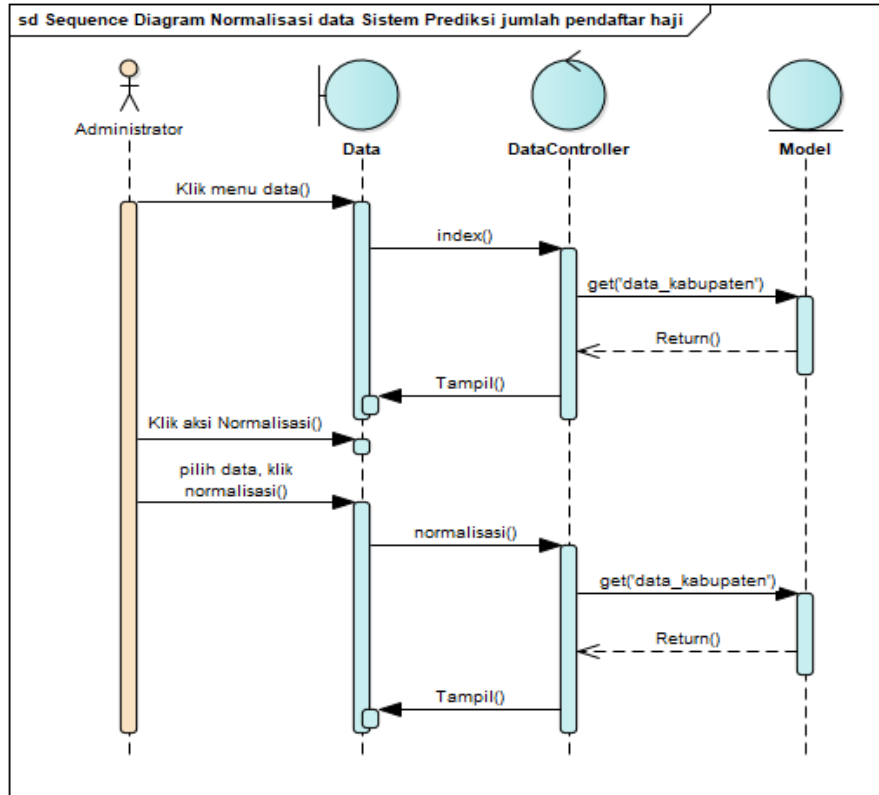 sd Sequence Diagram Normalisasi data Sistem Prediksi jumlah pendaftar haji
Administrator
Data
DataController
Model
Klik menu data()
index()
get('data_kabupaten')
Return()
Tampil()
Klik aksi Normalisasi()
pilih data, klik
normalisasi()
normalisasi()
get('data_kabupaten')
Return()
Tampil()